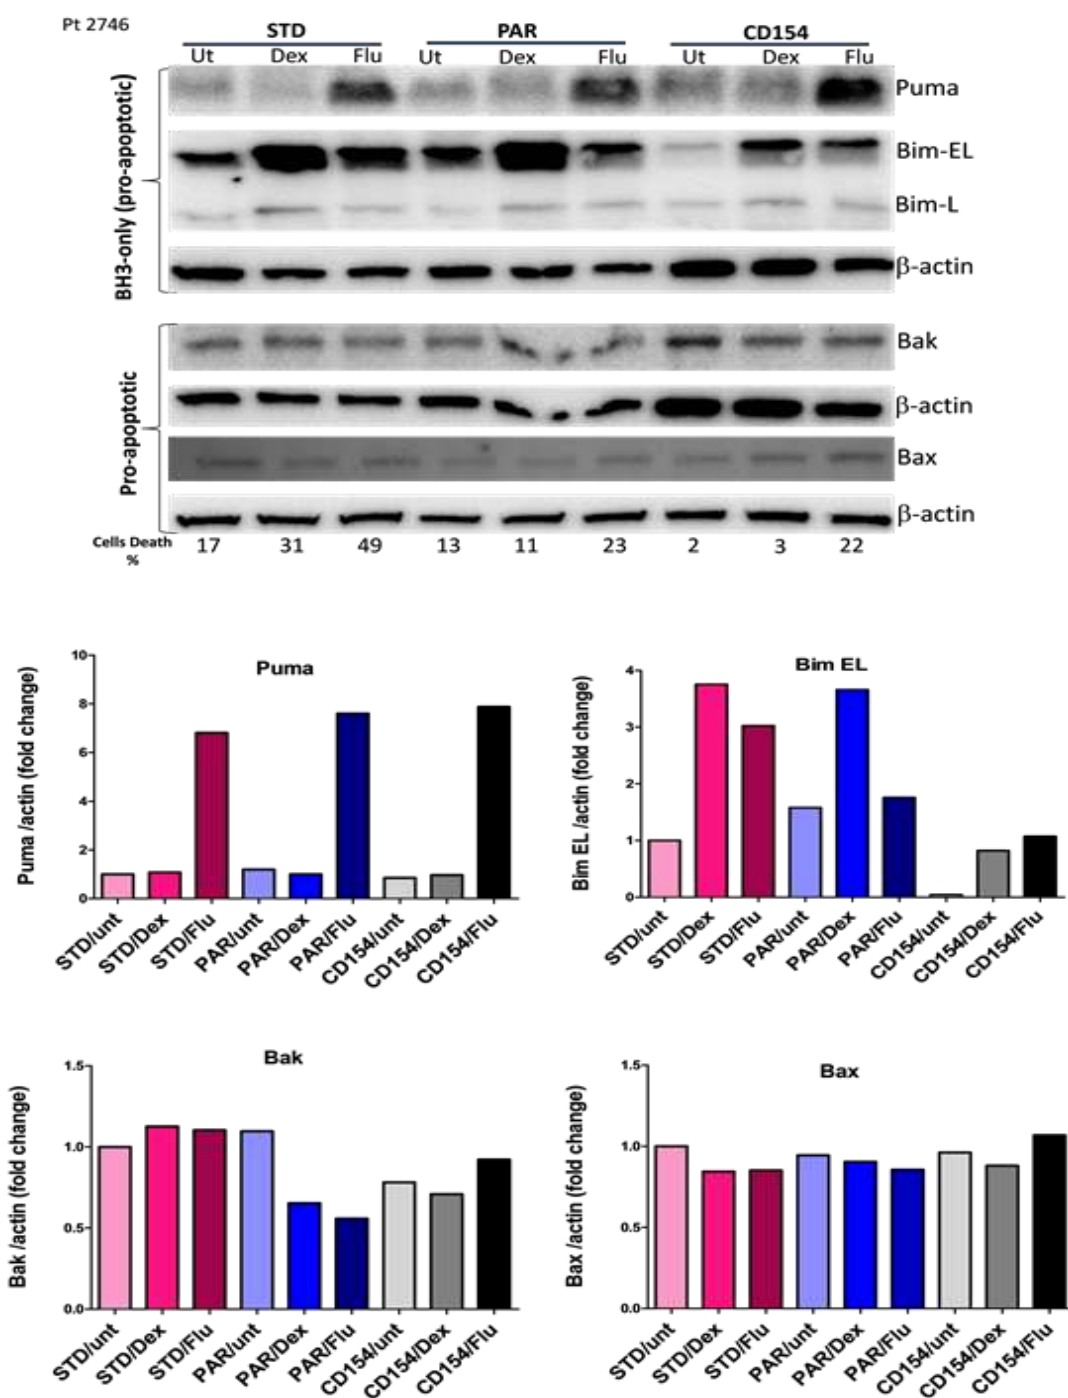 Pt 2746
STD PAR CD154
Ut Dex Flu Ut Dex Flu Ut Dex Flu
BH3-only (pro-apoptotic)
Puma
Bim-EL
Bim-L
β-actin
Pro-apoptotic
Bak
β-actin
Bax
β-actin
Cells Death 17 31 49 13 11 23 2 3 22
%
Puma
Puma /actin (fold change)
10
8
6
4
2
0
STD/unt STD/Dex STD/Flu PAR/unt PAR/Dex PAR/Flu CD154/unt CD154/Dex CD154/Flu
Bim EL
Bim EL /actin (fold change)
4
3
2
1
0
STD/unt STD/Dex STD/Flu PAR/unt PAR/Dex PAR/Flu CD154/unt CD154/Dex CD154/Flu
Bak
Bak /actin (fold change)
1.5
1.0
0.5
0.0
STD/unt STD/Dex STD/Flu PAR/unt PAR/Dex PAR/Flu CD154/unt CD154/Dex CD154/Flu
Bax
Bax /actin (fold change)
1.5
1.0
0.5
0.0
STD/unt STD/Dex STD/Flu PAR/unt PAR/Dex PAR/Flu CD154/unt CD154/Dex CD154/Flu